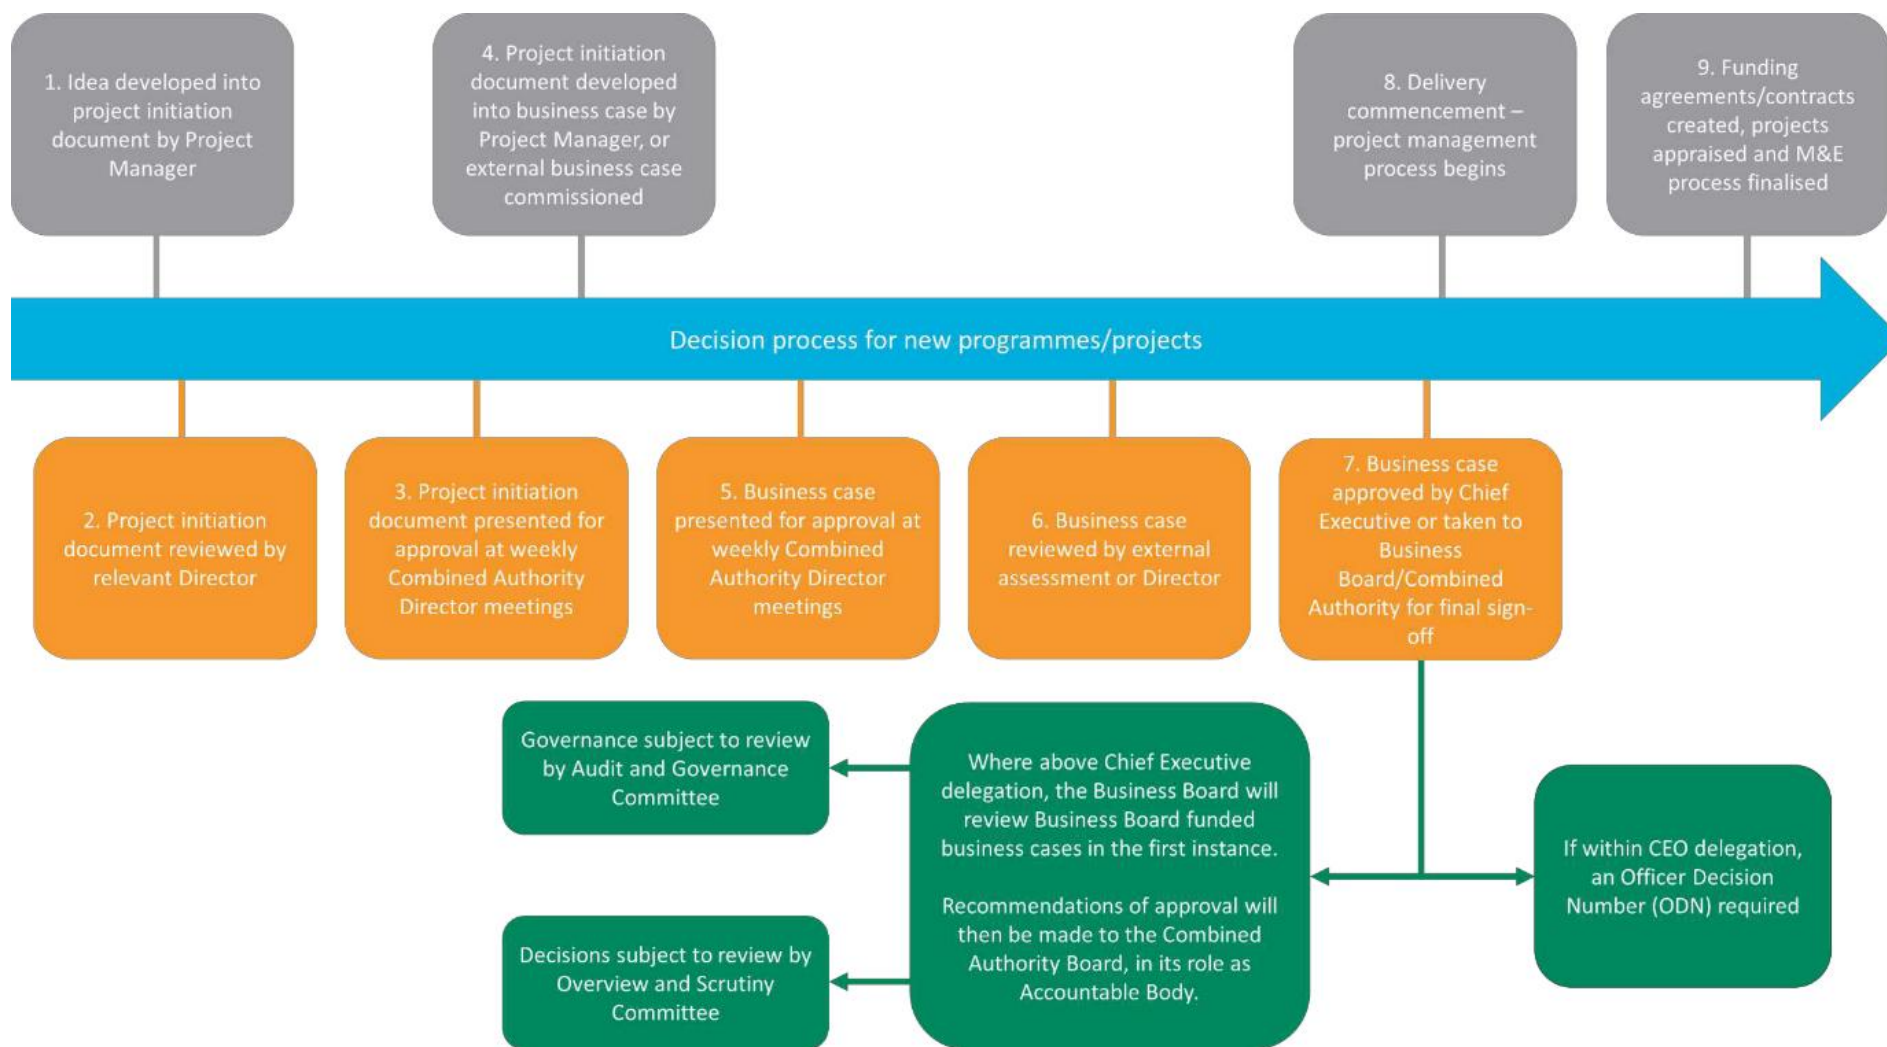 1. Idea developed into
project initiation
document by Project
Manager
4. Project initiation
document developed
into business case by
Project Manager, or
external business case
commissioned
8. Delivery
commencement –
project management
process begins
9. Funding
agreements/contracts
created, projects
appraised and M&E
process finalised
Decision process for new programmes/projects
2. Project initiation
document reviewed by
relevant Director
3. Project initiation
document presented for
approval at weekly
Combined Authority
Director meetings
5. Business case
presented for approval at
weekly Combined
Authority Director
meetings
6. Business case
reviewed by external
assessment or Director
7. Business case
approved by Chief
Executive or taken to
Business
Board/Combined
Authority for final sign-
off
Governance subject to review
by Audit and Governance
Committee
Decisions subject to review by
Overview and Scrutiny
Committee
Where above Chief Executive
delegation, the Business Board will
review Business Board funded
business cases in the first instance.
Recommendations of approval will
then be made to the Combined
Authority Board, in its role as
Accountable Body.
If within CEO delegation,
an Officer Decision
Number (ODN) required